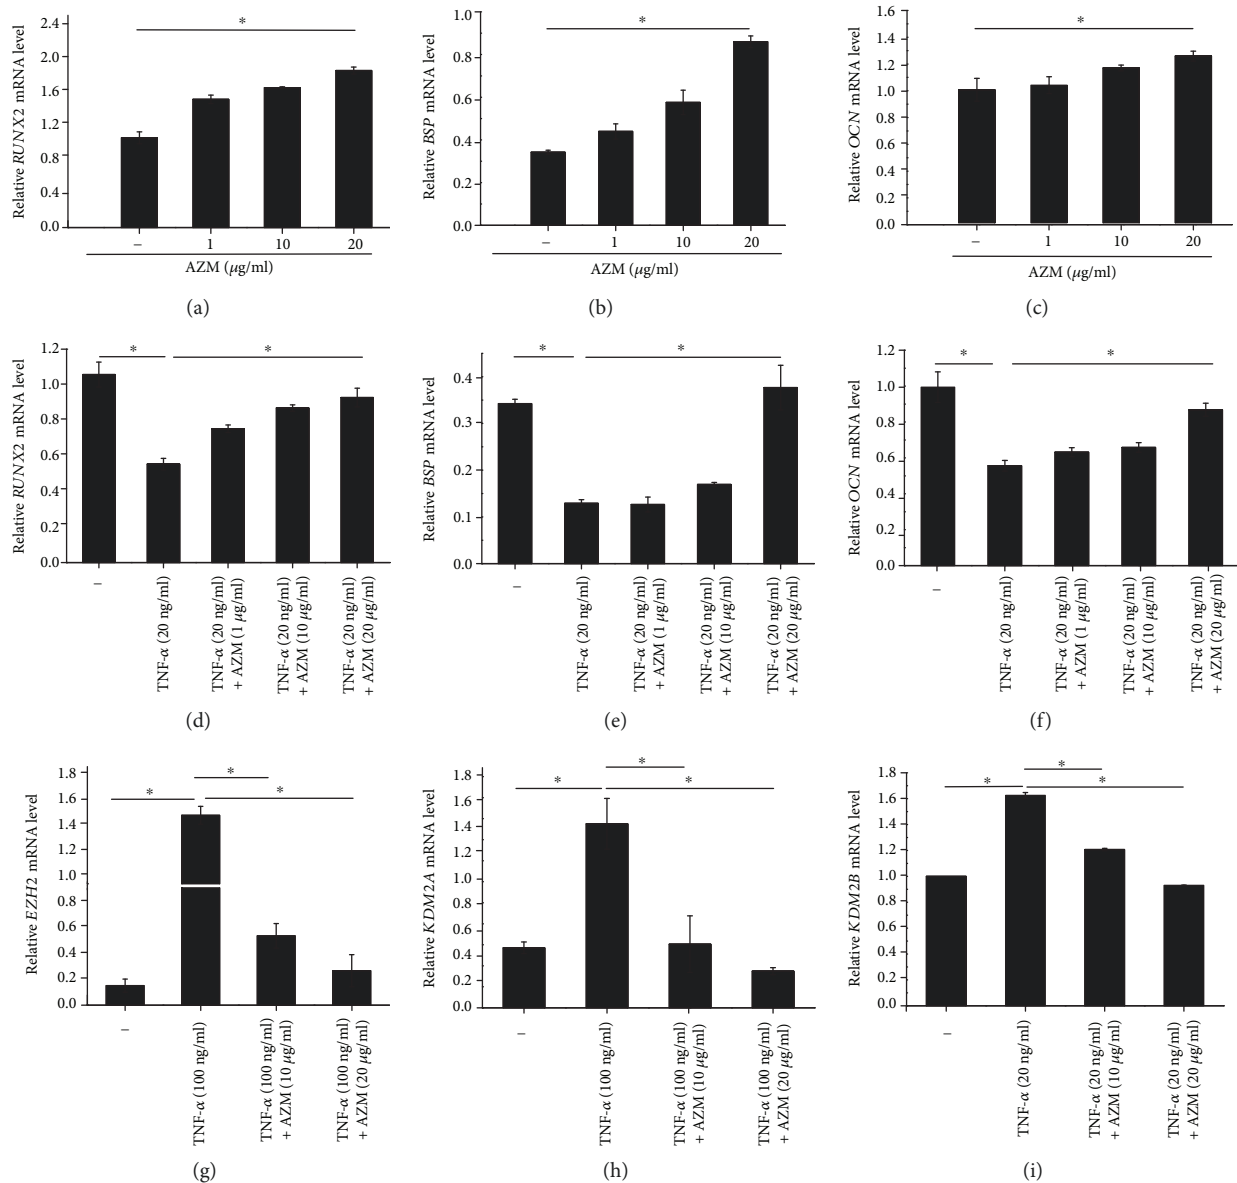 Relative RUNX2 mRNA level
2.4
2.0
1.6
1.2
0.8
0.4
0.0
*
– 1 10 20
AZM (μg/ml)
(a)
Relative BSP mRNA level
1.0
0.8
0.6
0.4
0.2
0.0
*
– 1 10 20
AZM (μg/ml)
(b)
Relative OCN mRNA level
1.6
1.4
1.2
1.0
0.8
0.6
0.4
0.2
0.0
*
– 1 10 20
AZM (μg/ml)
(c)
Relative RUNX2 mRNA level
1.2
1.0
0.8
0.6
0.4
0.2
0.0
* *
–
TNF-α (20 ng/ml)
TNF-α (20 ng/ml)
+ AZM (1 μg/ml)
TNF-α (20 ng/ml)
+ AZM (10 μg/ml)
TNF-α (20 ng/ml)
+ AZM (20 μg/ml)
(d)
Relative BSP mRNA level
0.4
0.3
0.2
0.1
0.0
* *
–
TNF-α (20 ng/ml)
TNF-α (20 ng/ml)
+ AZM (1 μg/ml)
TNF-α (20 ng/ml)
+ AZM (10 μg/ml)
TNF-α (20 ng/ml)
+ AZM (20 μg/ml)
(e)
Relative OCN mRNA level
1.2
1.0
0.8
0.6
0.4
0.2
0.0
* *
–
TNF-α (20 ng/ml)
TNF-α (20 ng/ml)
+ AZM (1 μg/ml)
TNF-α (20 ng/ml)
+ AZM (10 μg/ml)
TNF-α (20 ng/ml)
+ AZM (20 μg/ml)
(f)
Relative EZH2 mRNA level
1.8
1.6
1.4
1.2
1.0
0.8
0.6
0.4
0.2
0.0
*
* *
–
TNF-α (100 ng/ml)
TNF-α (100 ng/ml)
+ AZM (10 μg/ml)
TNF-α (100 ng/ml)
+ AZM (20 μg/ml)
(g)
Relative KDM2A mRNA level
1.8
1.6
1.4
1.2
1.0
0.8
0.6
0.4
0.2
0.0
*
* *
–
TNF-α (100 ng/ml)
TNF-α (100 ng/ml)
+ AZM (10 μg/ml)
TNF-α (100 ng/ml)
+ AZM (20 μg/ml)
(h)
Relative KDM2B mRNA level
1.8
1.6
1.4
1.2
1.0
0.8
0.6
0.4
0.2
0.0
*
* *
–
TNF-α (20 ng/ml)
TNF-α (20 ng/ml)
+ AZM (10 μg/ml)
TNF-α (20 ng/ml)
+ AZM (20 μg/ml)
(i)